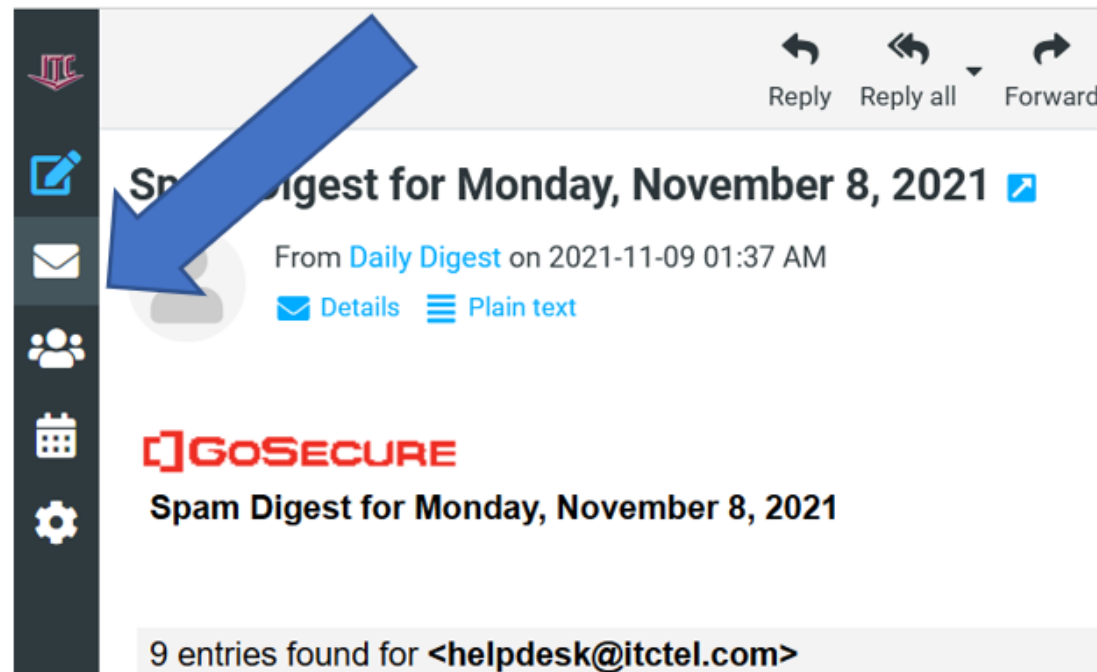 ITC
Reply Reply all Forward
Digest for Monday, November 8, 2021
From Daily Digest on 2021-11-09 01:37 AM
Details Plain text
GOSECURE
Spam Digest for Monday, November 8, 2021
9 entries found for <helpdesk@itctel.com>